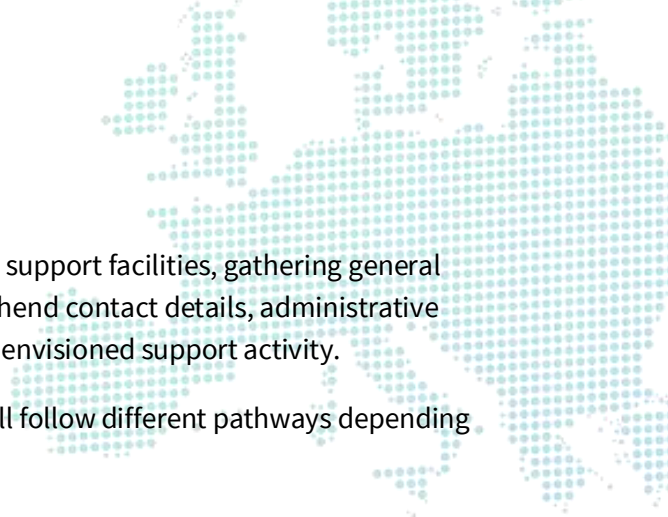 support facilities, gathering general
hend contact details, administrative
envisioned support activity.
ll follow different pathways depending